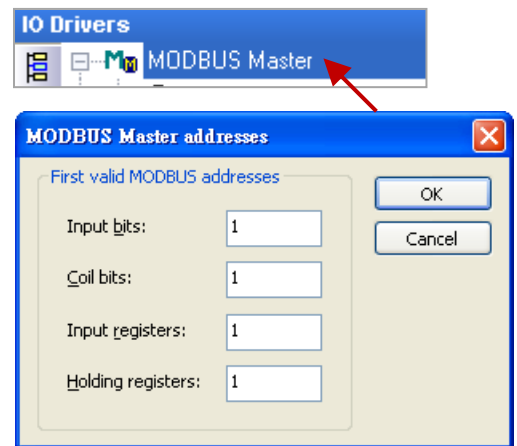 IO Drivers
MODBUS Master
MODBUS Master addresses
First valid MODBUS addresses
OK
Input bits: 1
Cancel
Coil bits: 1
Input registers: 1
Holding registers: 1